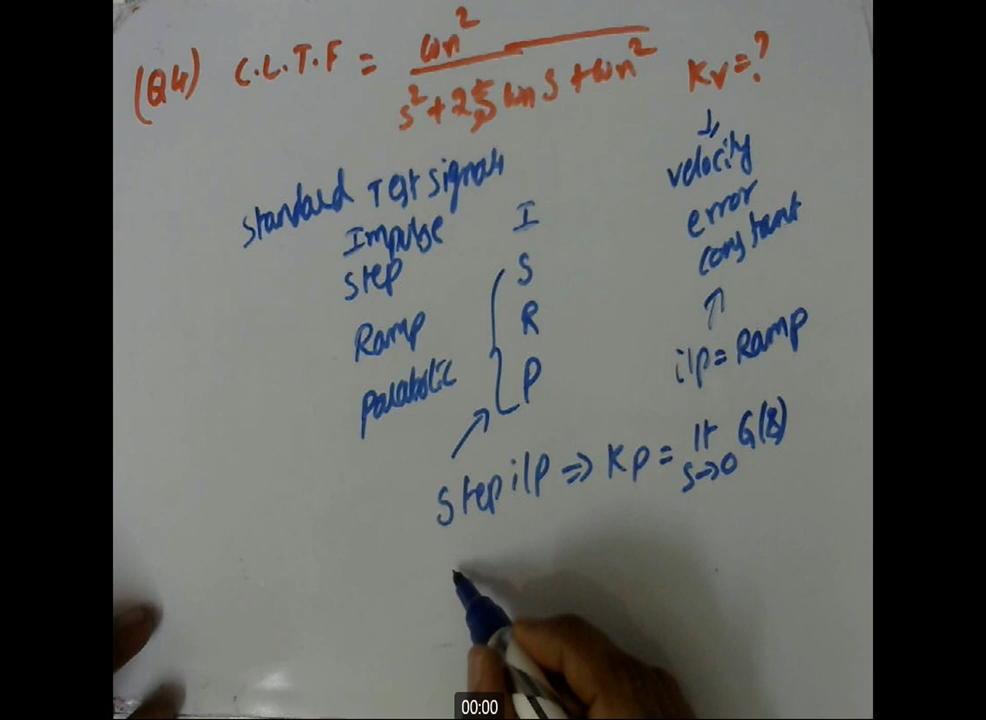 (Q4) C.L.T.F = ωn² / s² + 2ξωns + ωn² Kv = ?
↓
velocity
error
constant
↑
i/p = Ramp
Standard Test signals
Impulse I
Step S
Ramp R
Parabolic P
Step i/p ⇒ Kp = lt G(s)
s→0
00:00